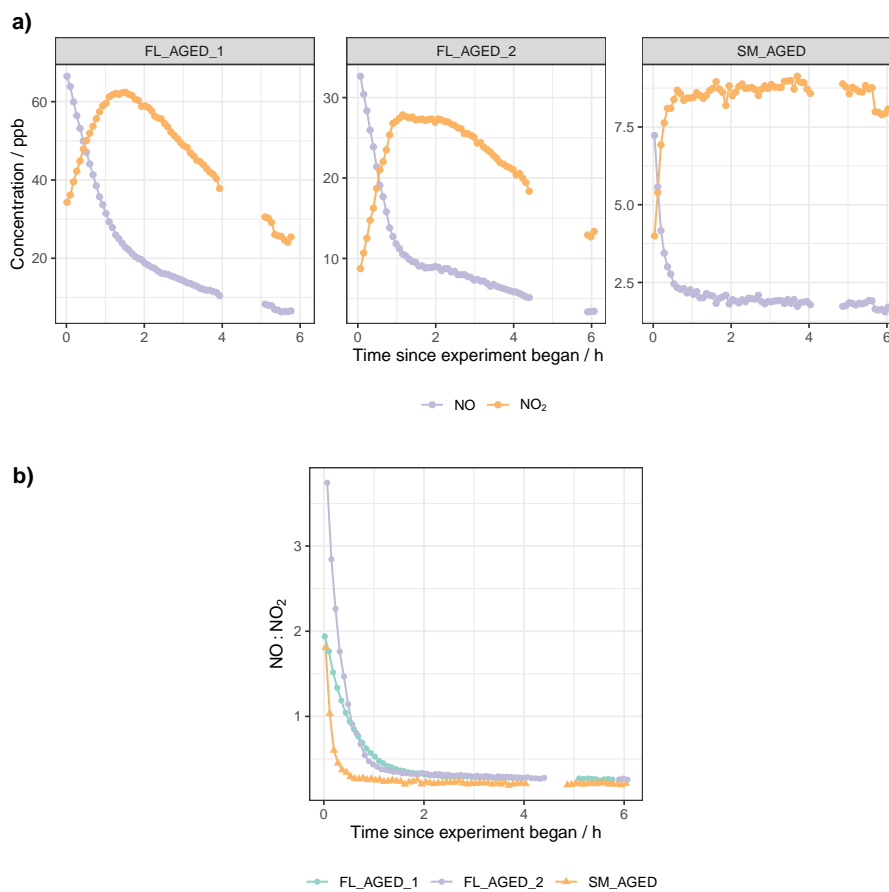 a)
FL_AGED_1 FL_AGED_2 SM_AGED
Concentration / ppb
60
40
20
0 2 4 6
30
20
10
0 2 4 6
7.5
5.0
2.5
0 2 4 6
Time since experiment began / h
NO NO₂
b)
NO : NO₂
3
2
1
0 2 4 6
Time since experiment began / h
FL_AGED_1 FL_AGED_2 SM_AGED